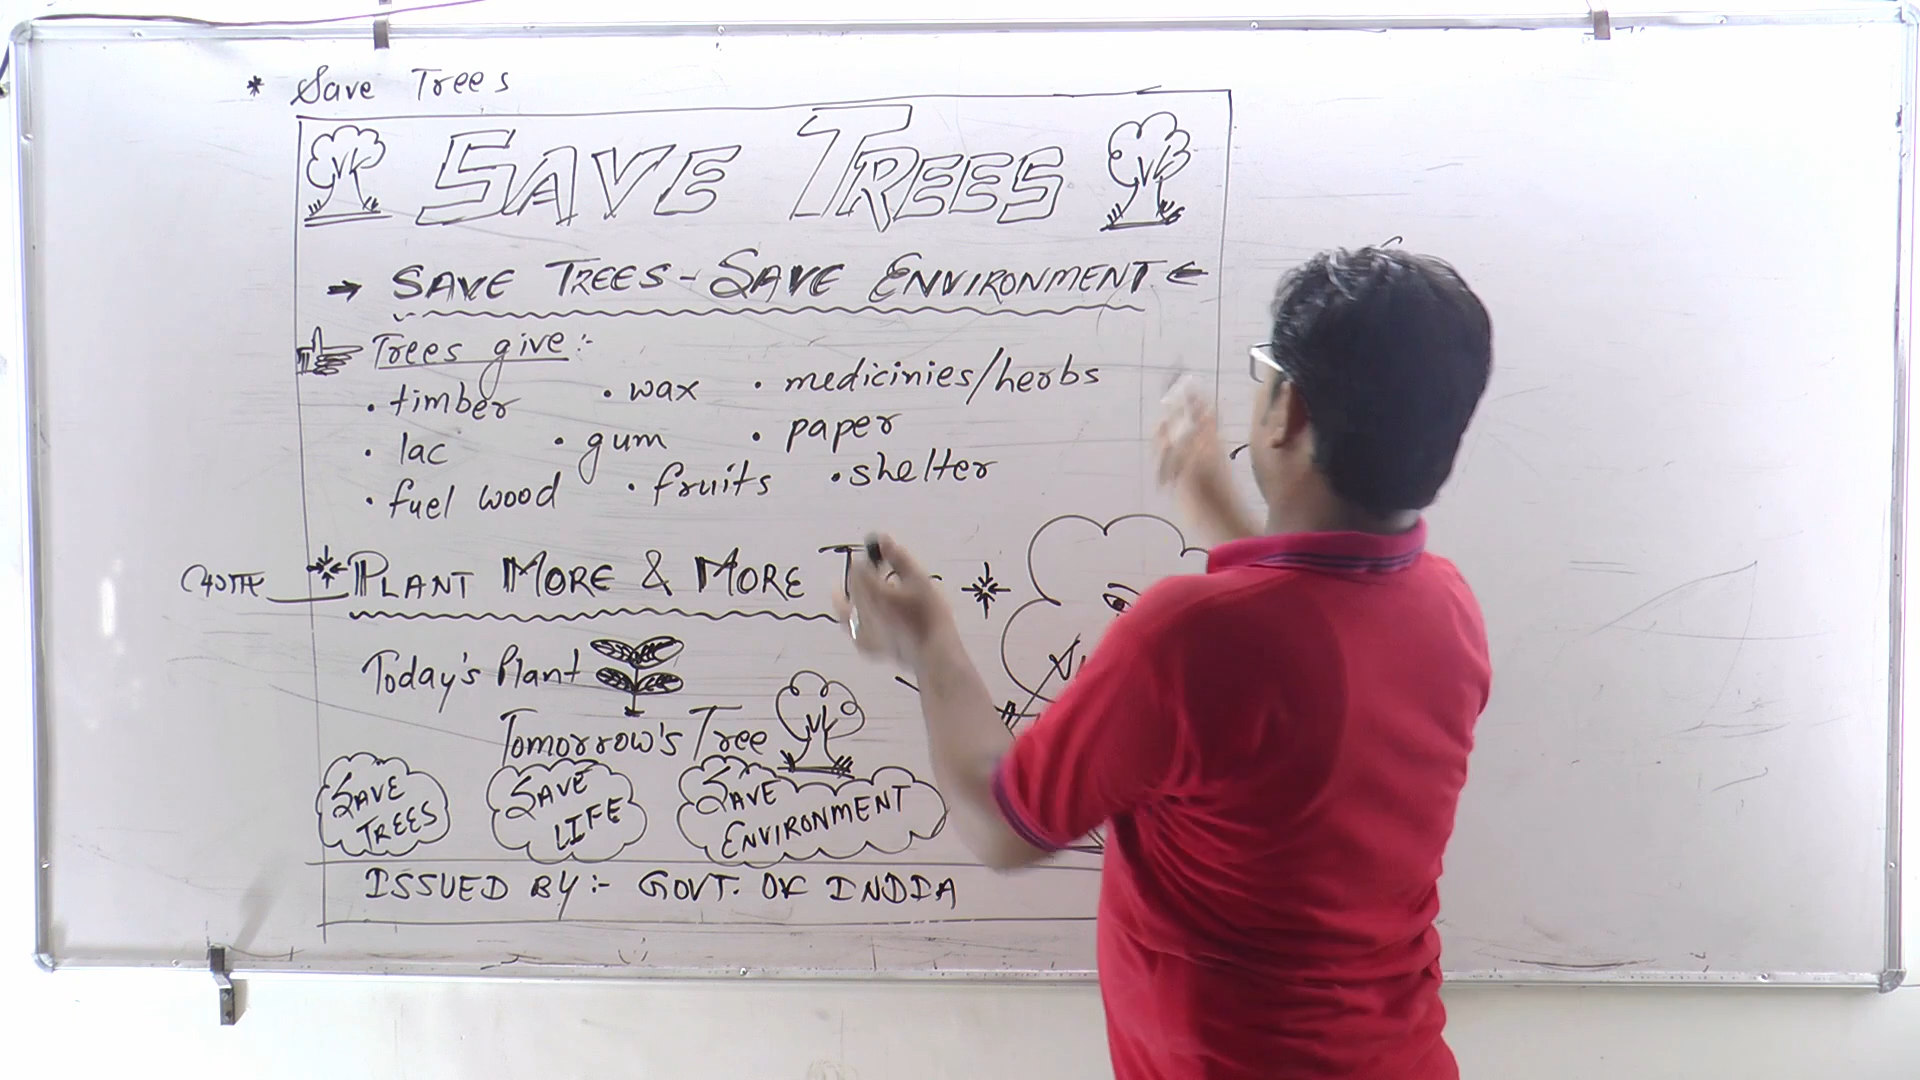 * Save Trees
SAVE TREES
→ SAVE TREES - SAVE ENVIRONMENT ←
Trees give :-
• timber • wax • medicinies/herbs
• lac • gum • paper
• fuel wood • fruits • shelter
PLANT MORE & MORE
Today's Plant
Tomorrow's Tree
SAVE TREES
SAVE LIFE
SAVE ENVIRONMENT
ISSUED BY :- GOVT. OF INDIA